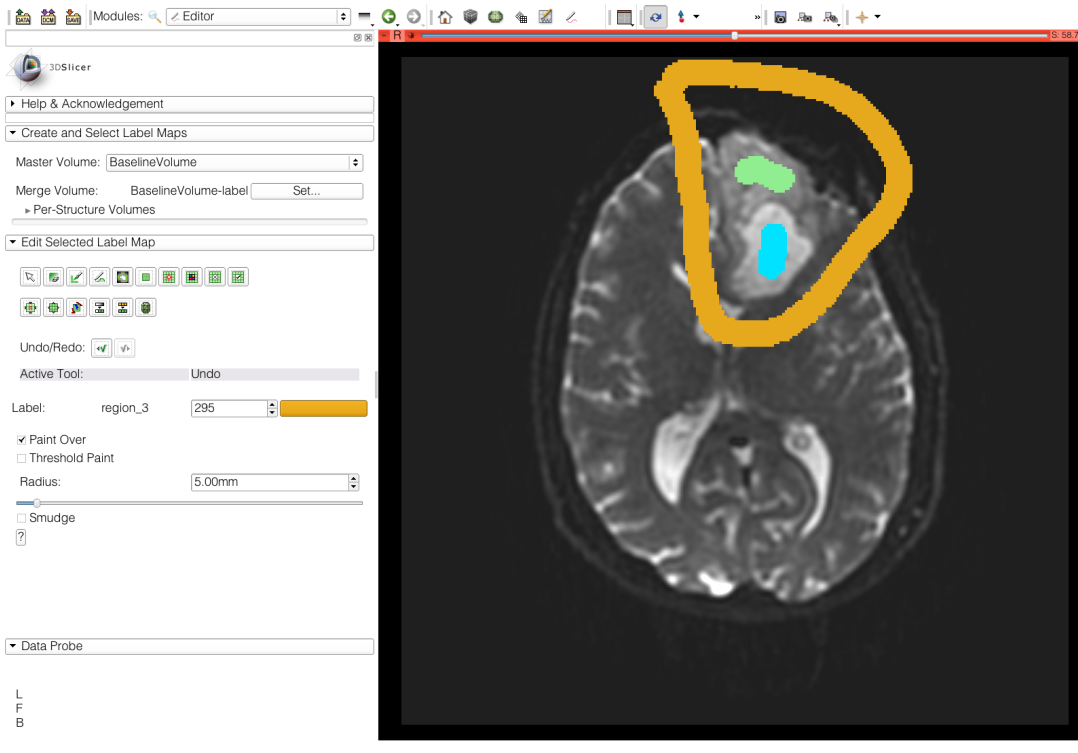 DATA DCM SAVE Modules: Editor »
R S: 58.7
3DSlicer
Help & Acknowledgement
Create and Select Label Maps
Master Volume: BaselineVolume
Merge Volume: BaselineVolume-label Set...
Per-Structure Volumes
Edit Selected Label Map
Undo/Redo:
Active Tool: Undo
Label: region_3 295
Paint Over
Threshold Paint
Radius: 5.00mm
Smudge
?
Data Probe
L
F
B